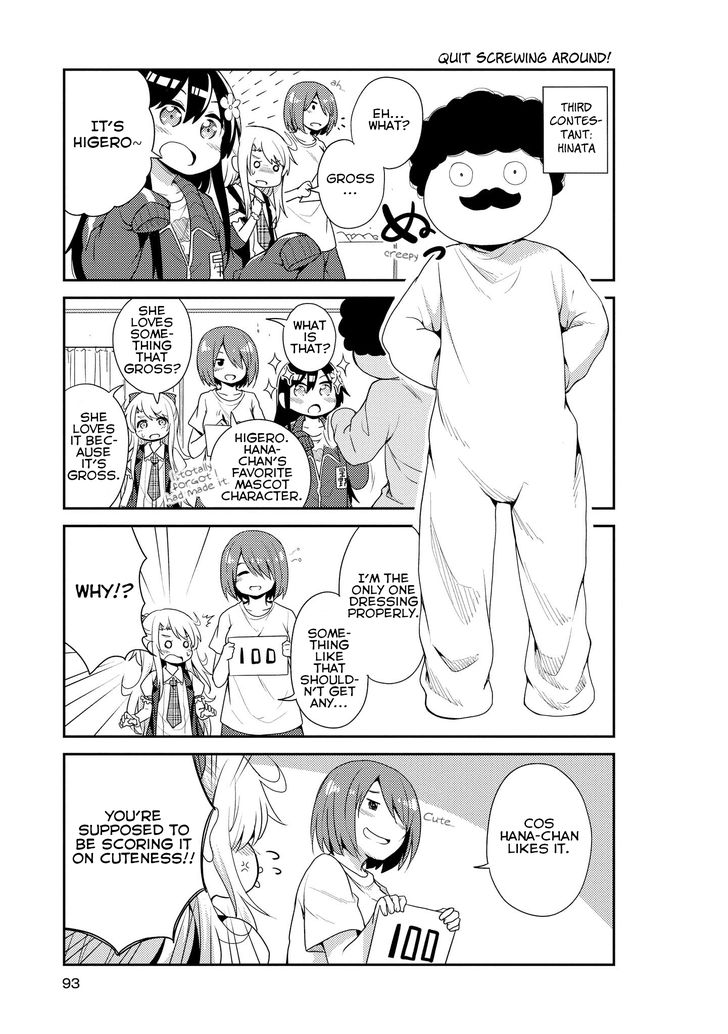 QUIT SCREWING AROUND!
THIRD
CONTES-
TANT:
HINATA
ぬっ
creepy
EH...
WHAT?
GROSS
...
ah..
IT'S
HIGERO~
WHAT
IS
THAT?
HIGERO.
HANA-
CHAN'S
FAVORITE
MASCOT
CHARACTER.
I totally
forgot I
had made it.
SHE
LOVES
SOME-
THING
THAT
GROSS?
SHE
LOVES
IT BE-
CAUSE
IT'S
GROSS.
I'M THE
ONLY ONE
DRESSING
PROPERLY.
SOME-
THING
LIKE
THAT
SHOULD-
N'T GET
ANY...
100
WHY!?
COS
HANA-CHAN
LIKES IT.
Cute..
100
YOU'RE
SUPPOSED TO
BE SCORING IT
ON CUTENESS!!
93